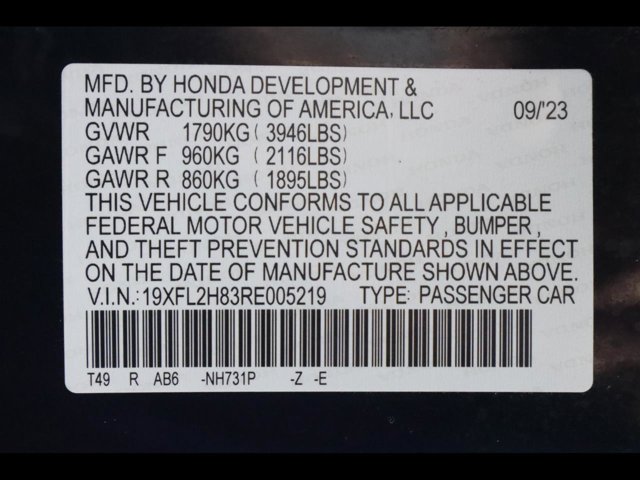 MFD. BY HONDA DEVELOPMENT &
MANUFACTURING OF AMERICA, LLC 09/'23
GVWR 1790KG ( 3946LBS)
GAWR F 960KG ( 2116LBS)
GAWR R 860KG ( 1895LBS)
THIS VEHICLE CONFORMS TO ALL APPLICABLE
FEDERAL MOTOR VEHICLE SAFETY , BUMPER ,
AND THEFT PREVENTION STANDARDS IN EFFECT
ON THE DATE OF MANUFACTURE SHOWN ABOVE.
V.I.N.:19XFL2H83RE005219 TYPE: PASSENGER CAR
T49 R AB6 -NH731P -Z -E